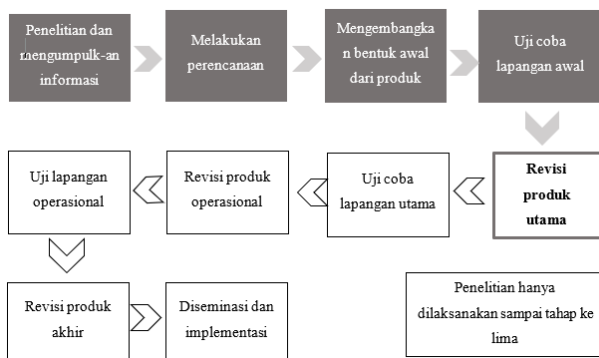 Penelitian dan
mengumpulk-an
informasi
Melakukan
perencanaan
Mengembangka
n bentuk awal
dari produk
Uji coba
lapangan awal
Revisi
produk
utama
Uji coba
lapangan utama
Revisi produk
operasional
Uji lapangan
operasional
Revisi produk
akhir
Diseminasi dan
implementasi
Penelitian hanya
dilaksanakan sampai tahap ke
lima